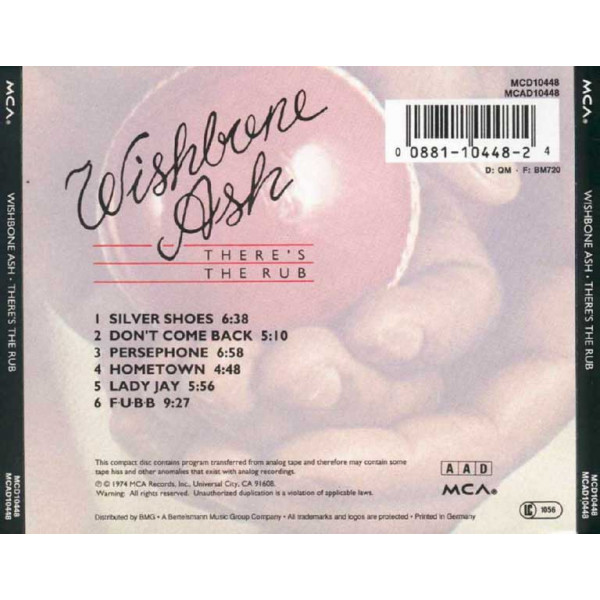 MCA®
WISHBONE ASH • THERE'S THE RUB
MCD10448
MCAD10448
MCD10448
MCAD10448
0 08811-10448-2 4
D: QM - F: BM720
Wishbone
Ash
THERE'S
THE RUB
1 SILVER SHOES 6:38
2 DON'T COME BACK 5:10
3 PERSEPHONE 6:58
4 HOMETOWN 4:48
5 LADY JAY 5:56
6 F•U•B•B 9:27
This compact disc contains program transferred from analog tape and therefore may contain some
tape hiss and other anomalies that exist with analog recordings.
℗ © 1974 MCA Records, Inc., Universal City, CA 91608.
Warning: All rights reserved. Unauthorized duplication is a violation of applicable laws.
Distributed by BMG • A Bertelsmann Music Group Company • All trademarks and logos are protected • Printed in Germany
AAD
MCA®
LC 1056
MCA®
WISHBONE ASH • THERE'S THE RUB
MCD10448
MCAD10448